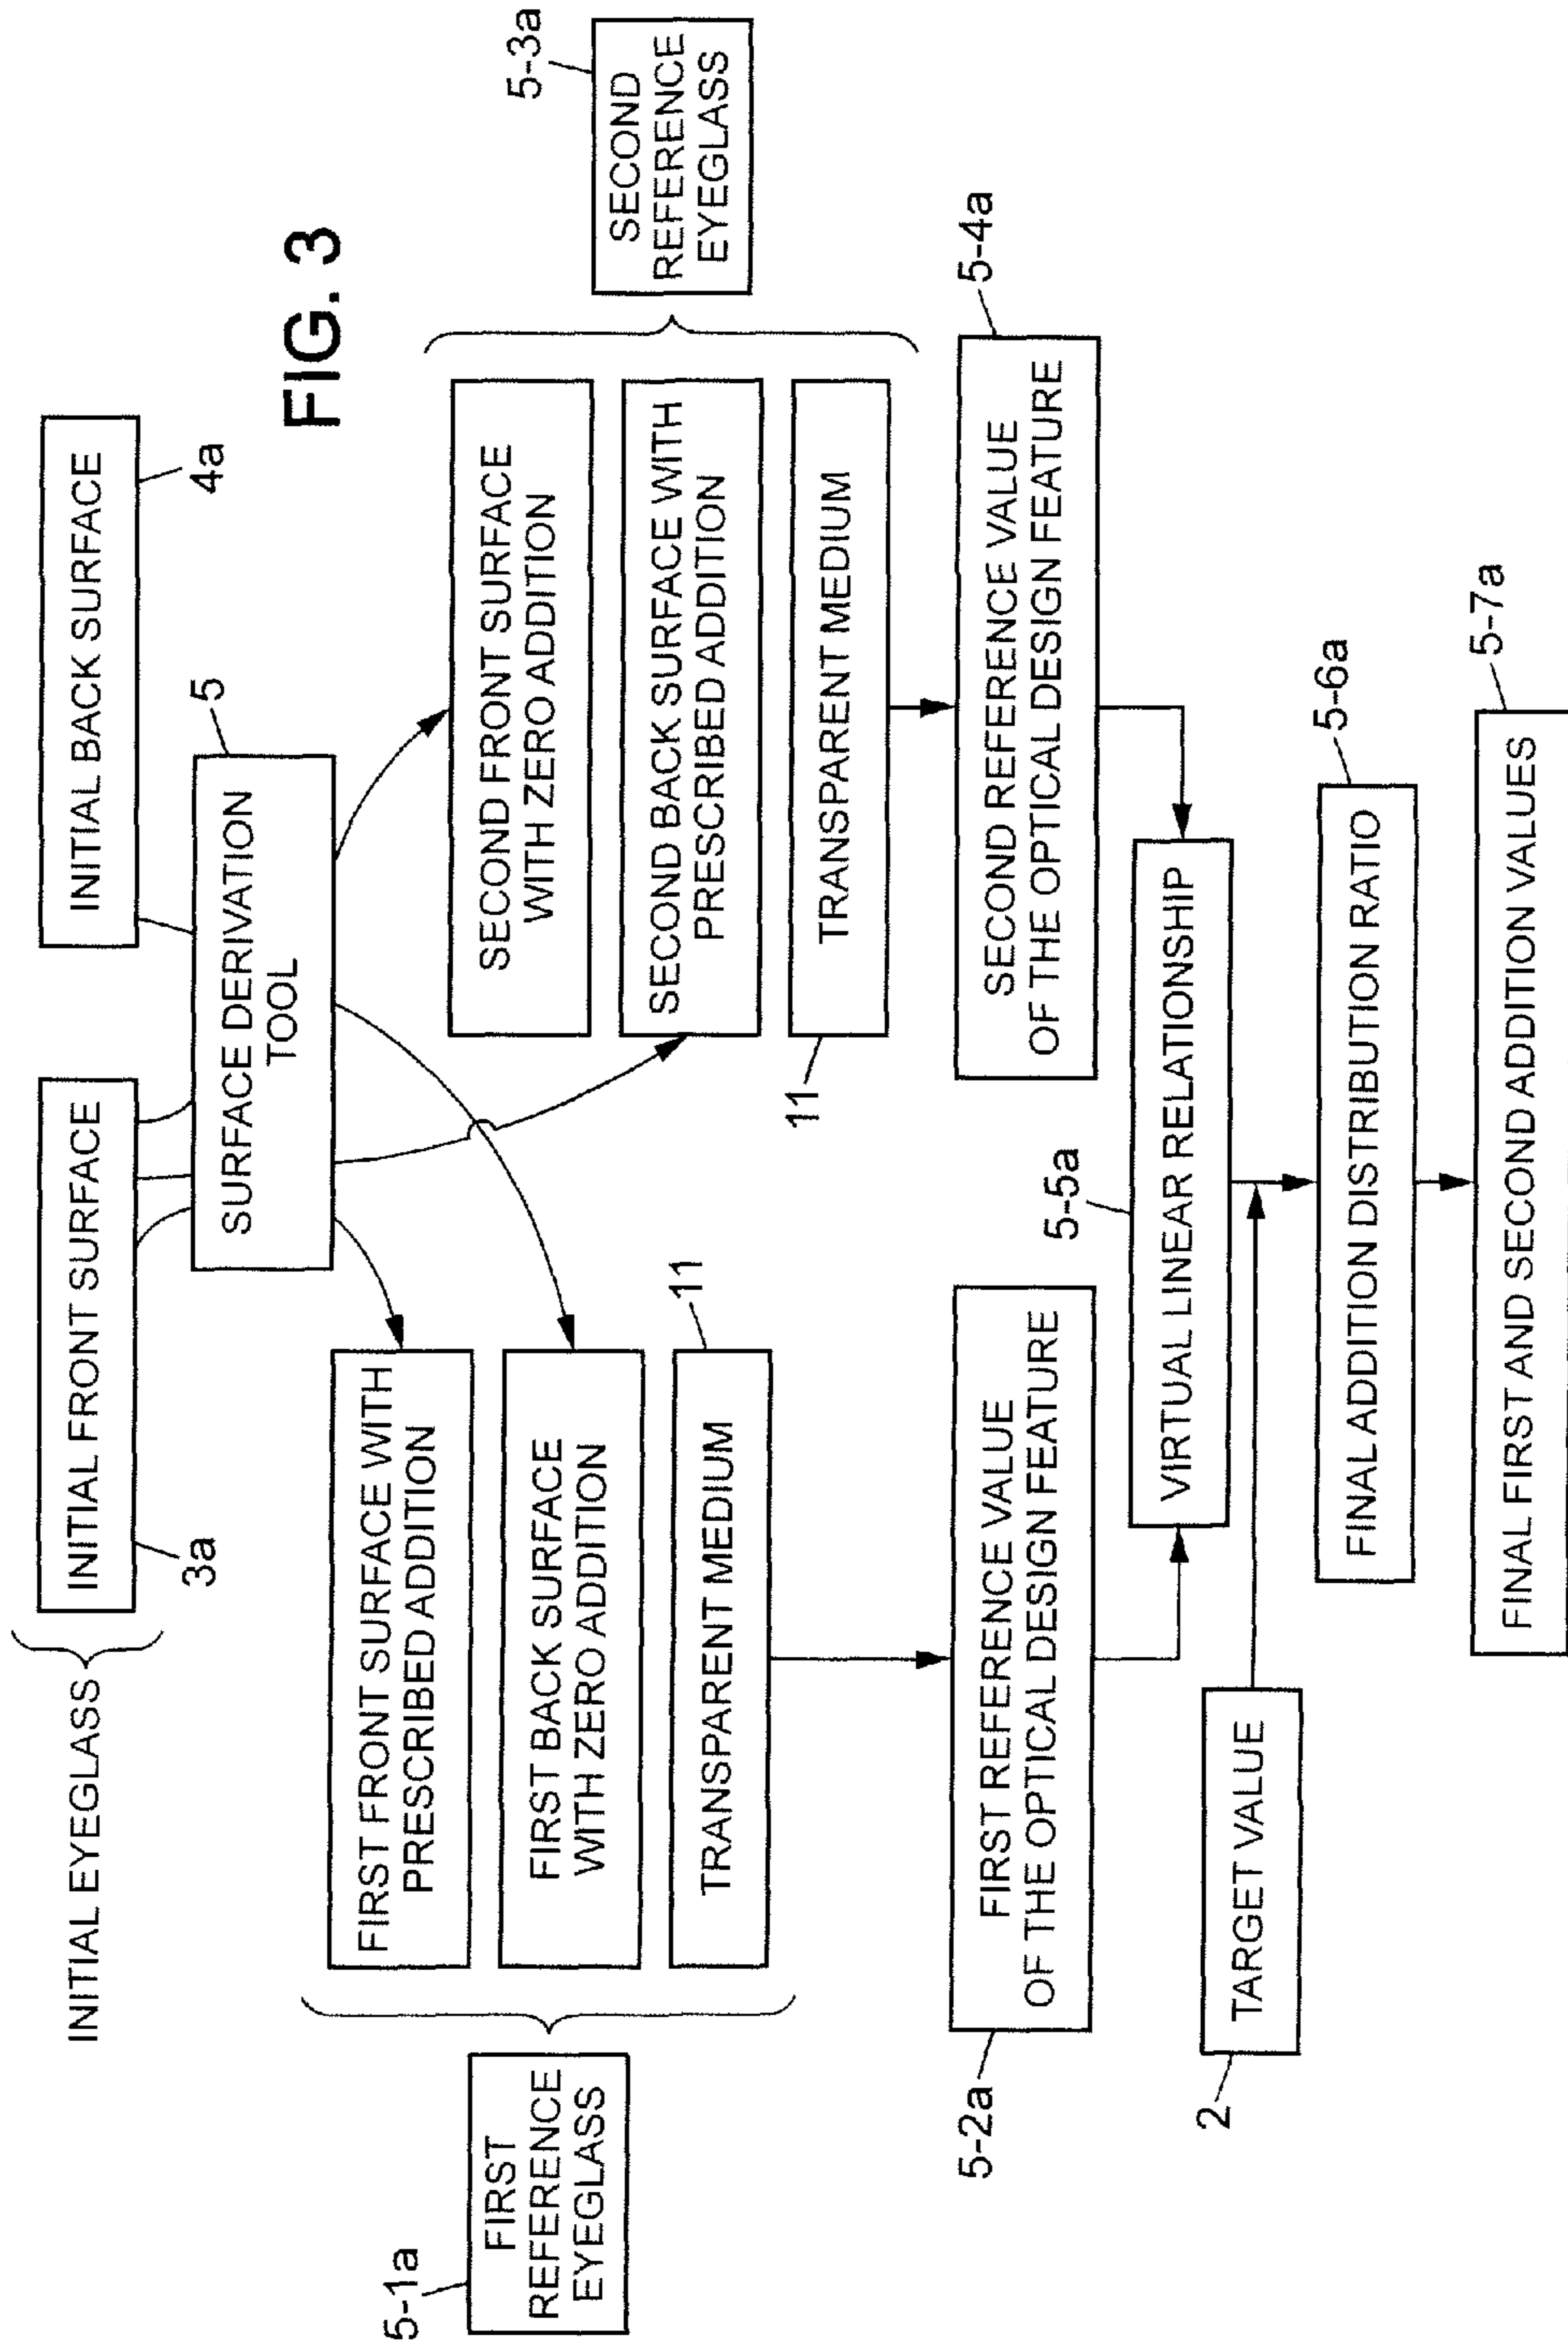 FIG. 3
INITIAL EYEGLASS
INITIAL FRONT SURFACE
3a
INITIAL BACK SURFACE
4a
SURFACE DERIVATION
TOOL
5
5-1a
FIRST
REFERENCE
EYEGLASS
FIRST FRONT SURFACE WITH
PRESCRIBED ADDITION
FIRST BACK SURFACE
WITH ZERO ADDITION
TRANSPARENT MEDIUM
11
SECOND FRONT SURFACE
WITH ZERO ADDITION
SECOND BACK SURFACE WITH
PRESCRIBED ADDITION
TRANSPARENT MEDIUM
11
5-3a
SECOND
REFERENCE
EYEGLASS
5-2a
FIRST REFERENCE VALUE
OF THE OPTICAL DESIGN FEATURE
5-4a
SECOND REFERENCE VALUE
OF THE OPTICAL DESIGN FEATURE
5-5a
VIRTUAL LINEAR RELATIONSHIP
2
TARGET VALUE
5-6a
FINAL ADDITION DISTRIBUTION RATIO
5-7a
FINAL FIRST AND SECOND ADDITION VALUES